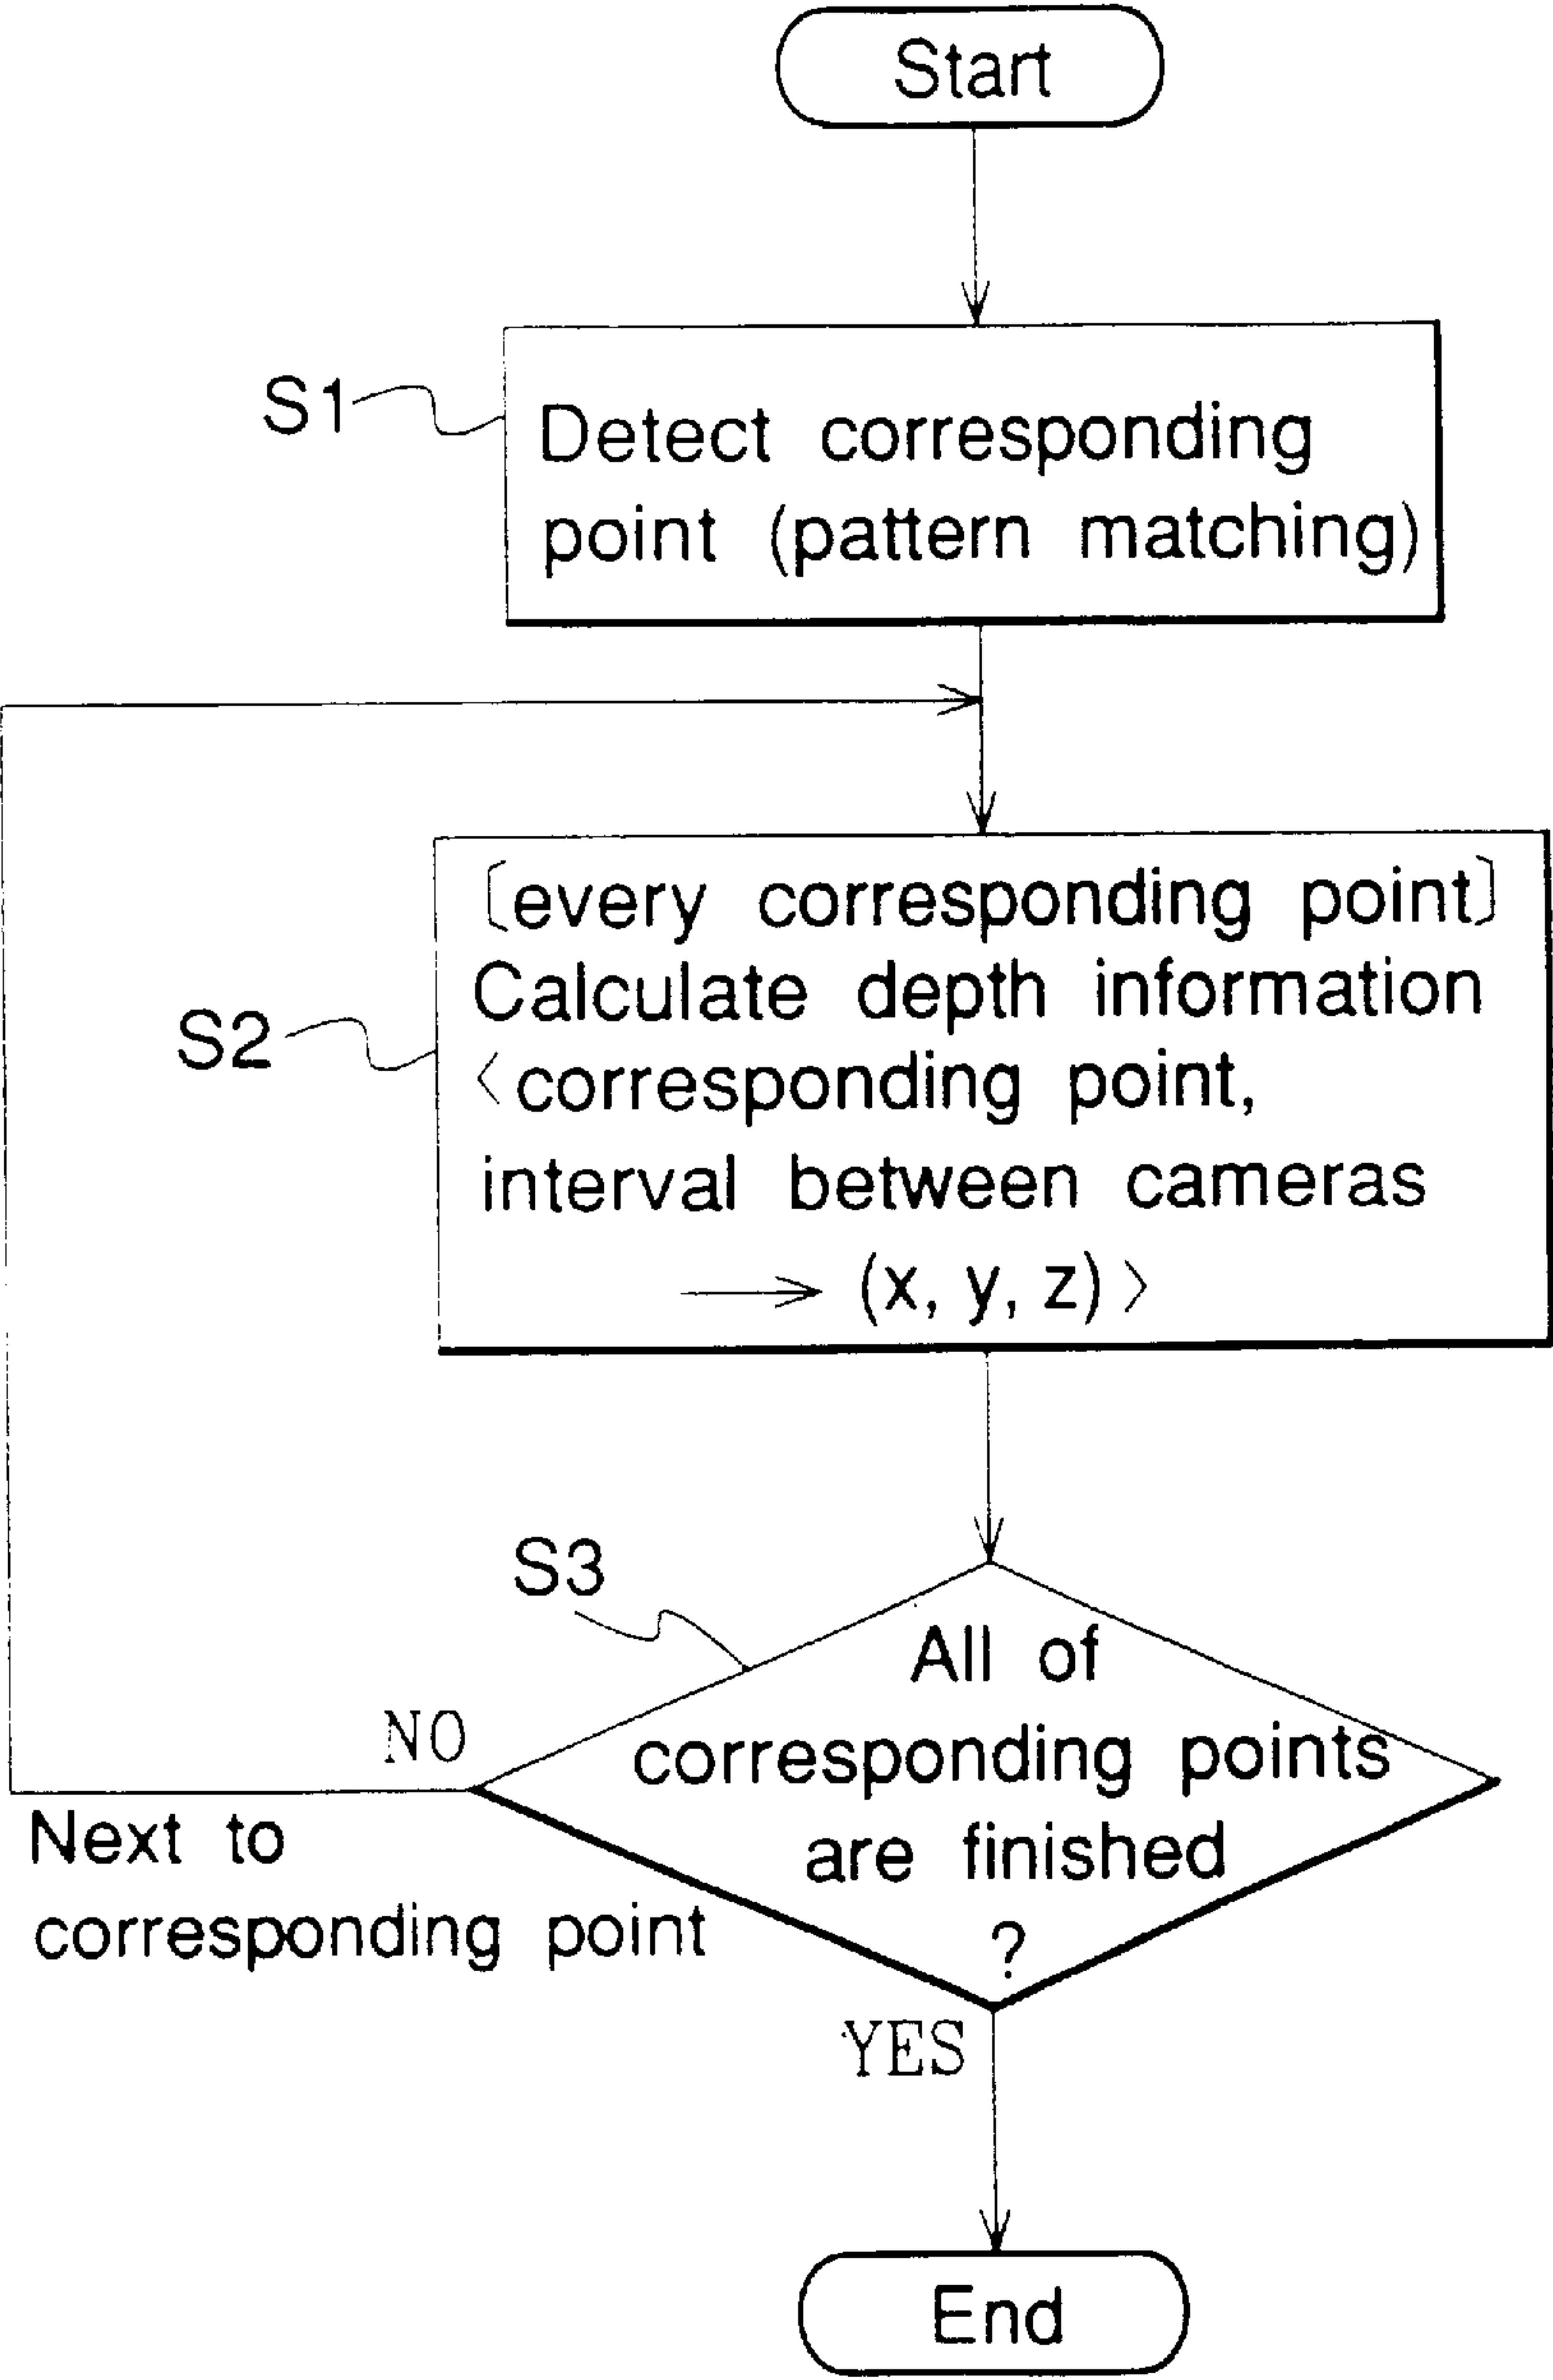 Start
S1
Detect corresponding
point (pattern matching)
S2
〔every corresponding point〕
Calculate depth information
〈corresponding point,
interval between cameras
→ (x, y, z)〉
S3
All of
corresponding points
are finished
?
NO
Next to
corresponding point
YES
End